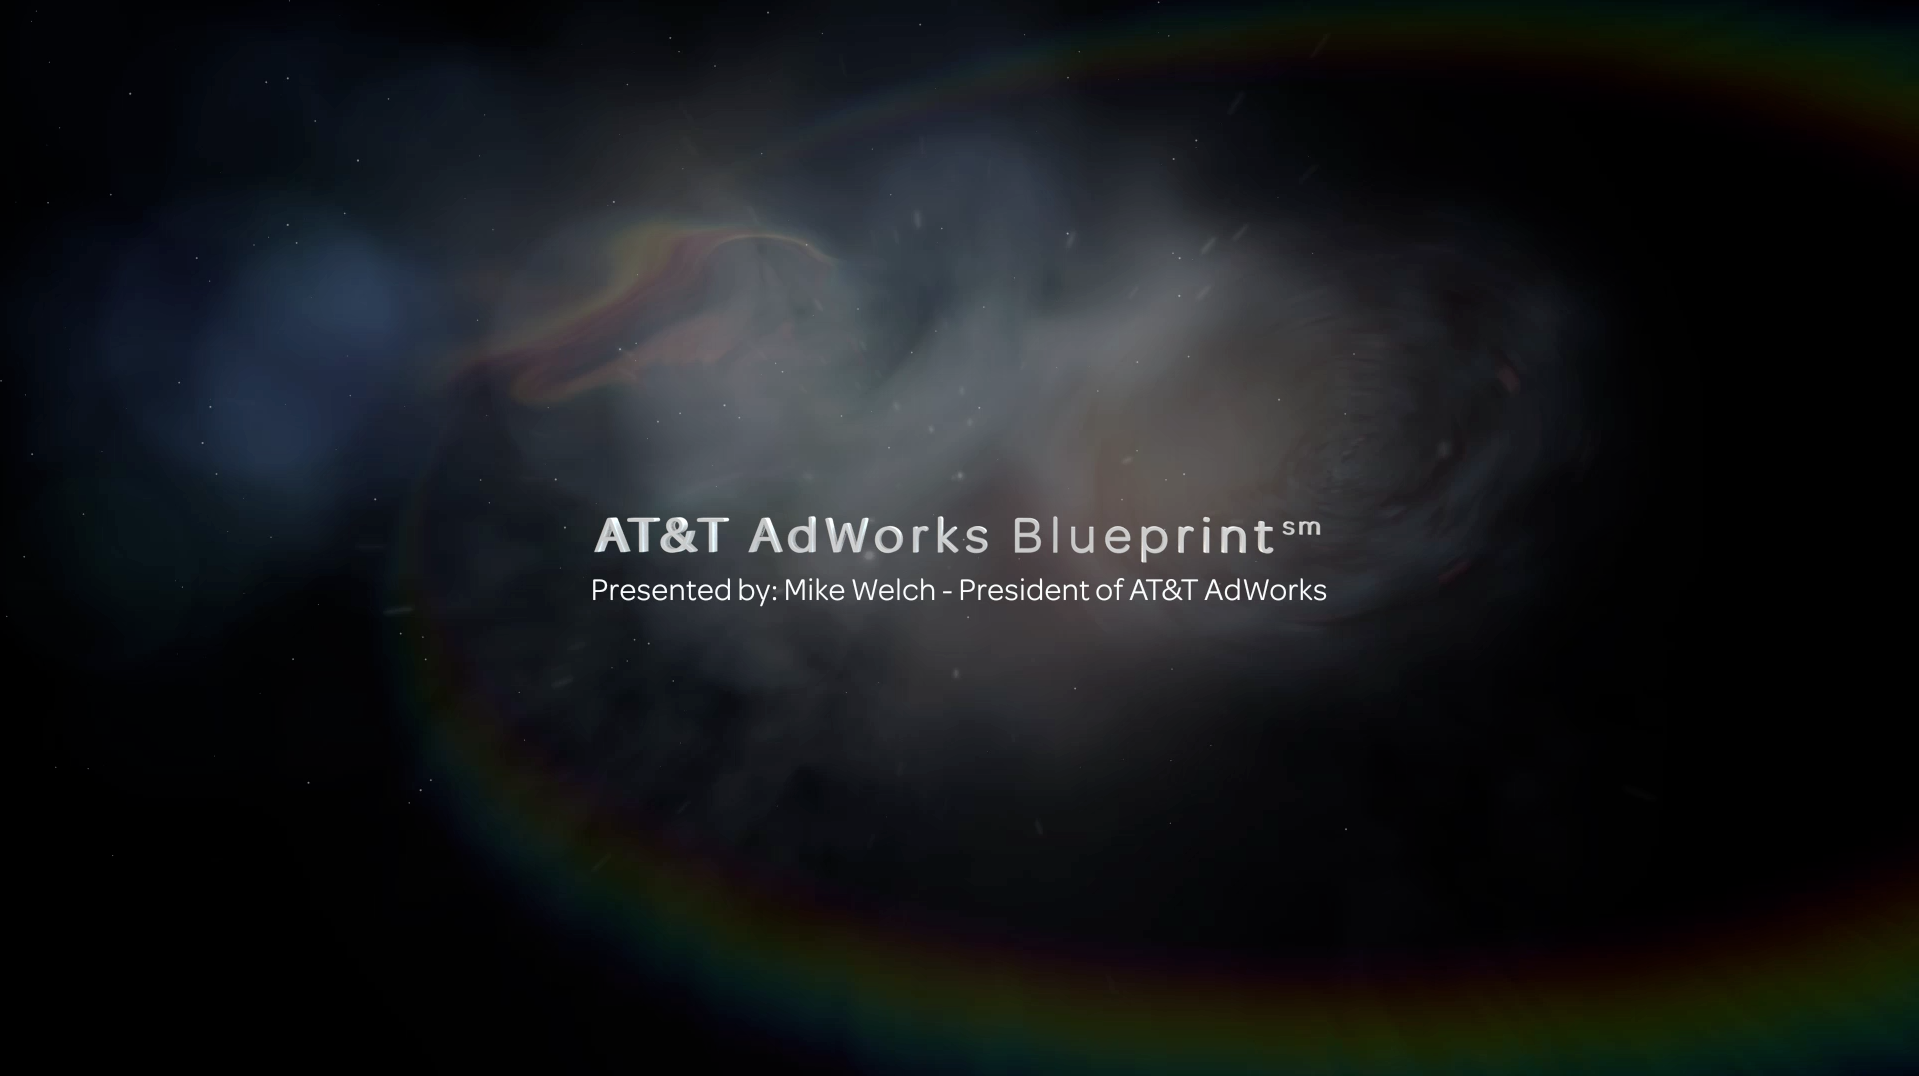 AT&T AdWorks Blueprint℠
Presented by: Mike Welch - President of AT&T AdWorks